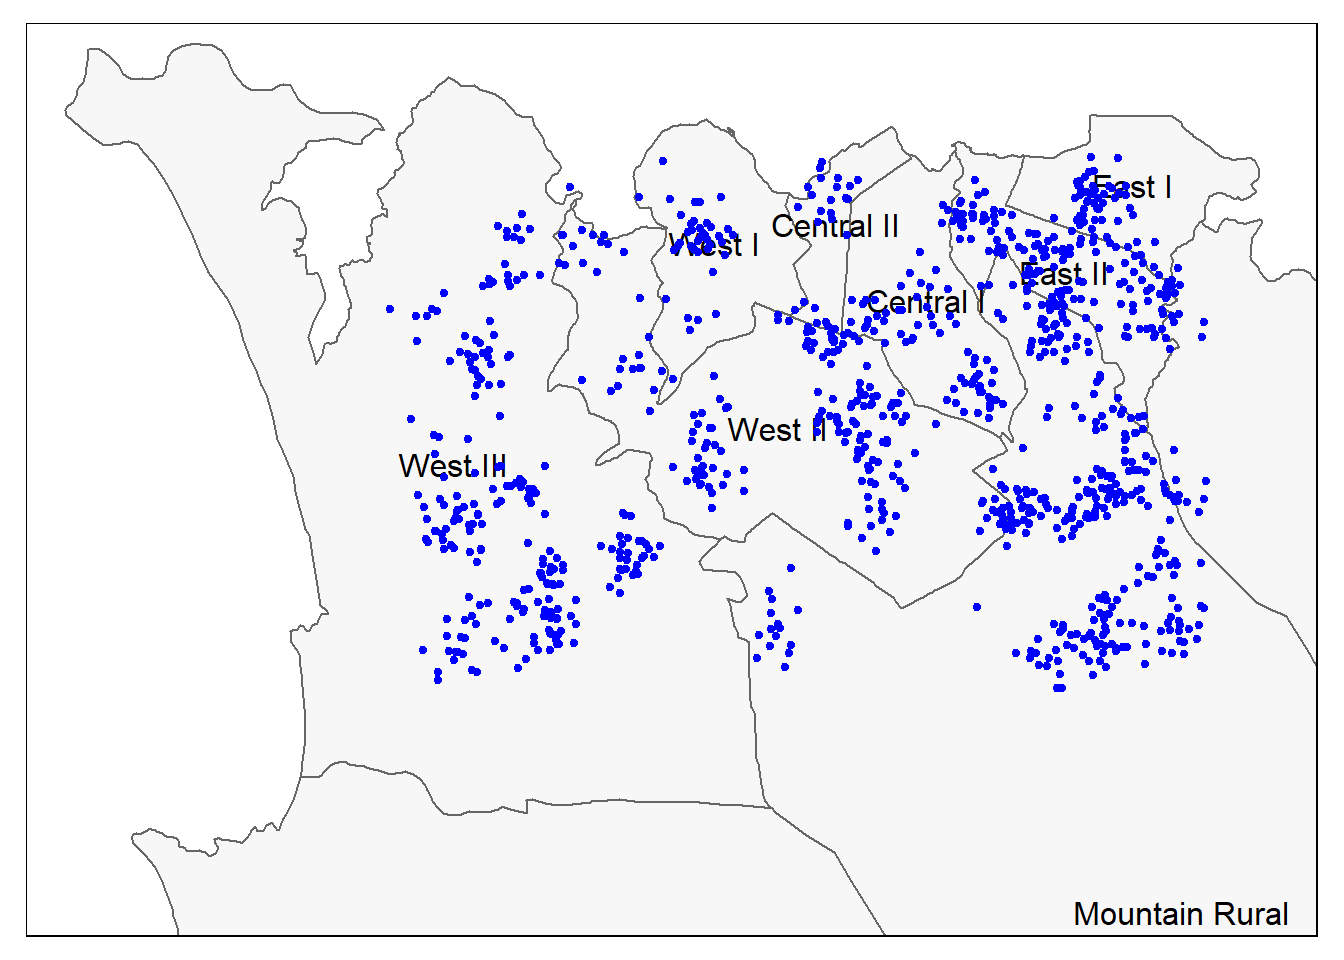 East I
Central II
West I
East II
Central I
West II
West III
Mountain Rural